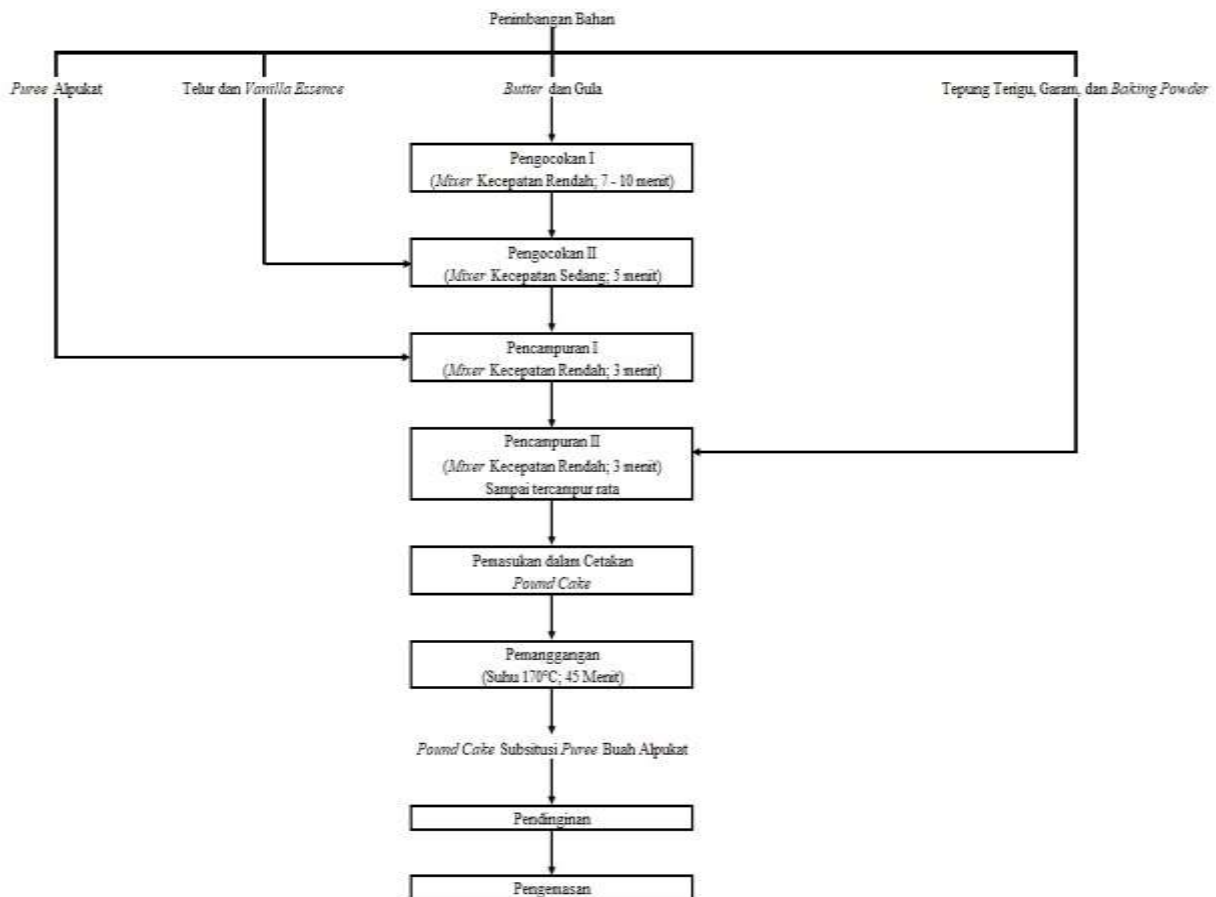 Penimbangan Bahan
Puree Alpukat
Telur dan Vanilla Essence
Butter dan Gula
Tepung Terigu, Garam, dan Baking Powder
Pengocokan I
(Mixer Kecepatan Rendah; 7 - 10 menit)
Pengocokan II
(Mixer Kecepatan Sedang; 5 menit)
Pencampuran I
(Mixer Kecepatan Rendah; 3 menit)
Pencampuran II
(Mixer Kecepatan Rendah; 3 menit)
Sampai tercampur rata
Pemasukan dalam Cetakan
Pound Cake
Pemanggangan
(Suhu 170°C; 45 Menit)
Pound Cake Subsitusi Puree Buah Alpukat
Pendinginan
Pengemasan